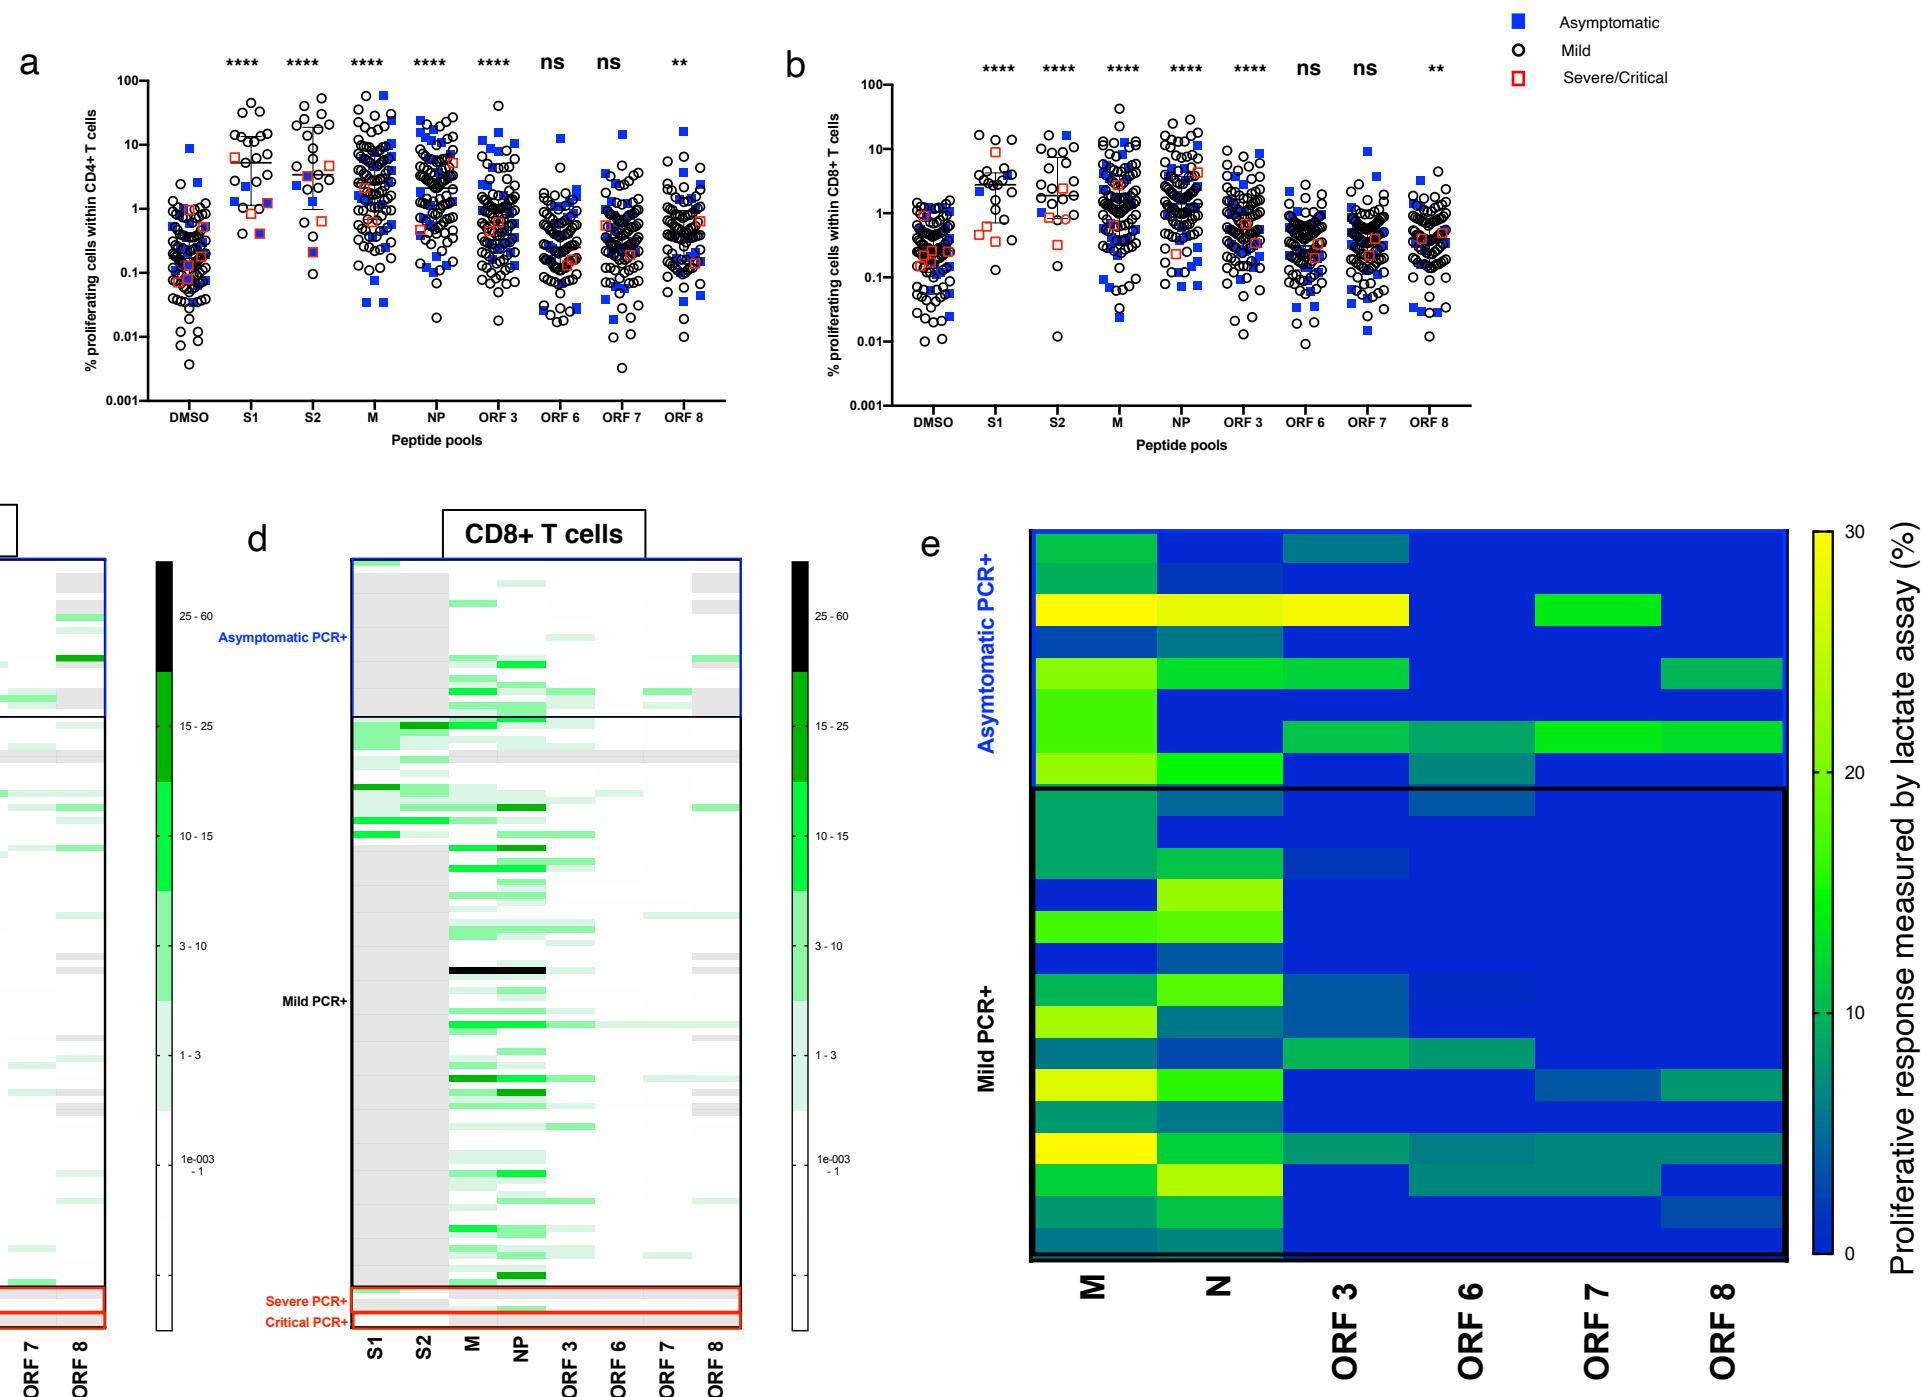 Asymptomatic
Mild
Severe/Critical
a
**** **** **** **** **** ns ns **
% proliferating cells within CD4+ T cells
100
10
1
0.1
0.01
0.001
DMSO S1 S2 M NP ORF 3 ORF 6 ORF 7 ORF 8
Peptide pools
b
**** **** **** **** **** ns ns **
% proliferating cells within CD8+ T cells
100
10
1
0.1
0.01
0.001
DMSO S1 S2 M NP ORF 3 ORF 6 ORF 7 ORF 8
Peptide pools
25 - 60
15 - 25
10 - 15
3 - 10
1 - 3
1e-003
- 1
ORF 7 ORF 8
d
CD8+ T cells
Asymptomatic PCR+
Mild PCR+
Severe PCR+
Critical PCR+
S1 S2 M NP ORF 3 ORF 6 ORF 7 ORF 8
25 - 60
15 - 25
10 - 15
3 - 10
1 - 3
1e-003
- 1
e
Asymtomatic PCR+
Mild PCR+
M N ORF 3 ORF 6 ORF 7 ORF 8
30
20
10
0
Proliferative response measured by lactate assay (%)